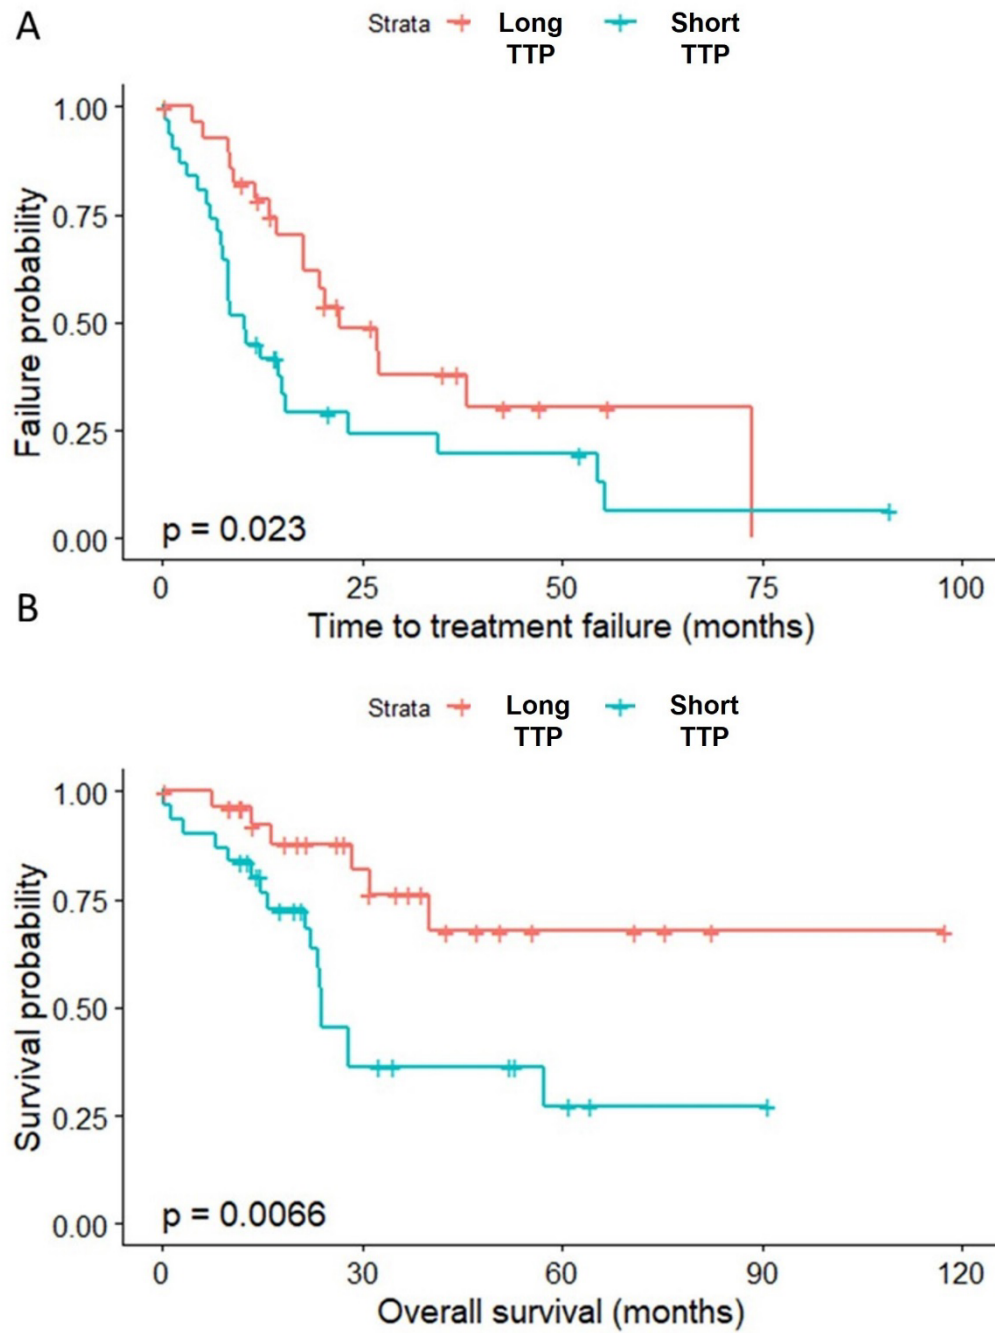 A
Strata Long TTP Short TTP
Failure probability
1.00
0.75
0.50
0.25
0.00
p = 0.023
0 25 50 75 100
Time to treatment failure (months)
B
Strata Long TTP Short TTP
Survival probability
1.00
0.75
0.50
0.25
0.00
p = 0.0066
0 30 60 90 120
Overall survival (months)